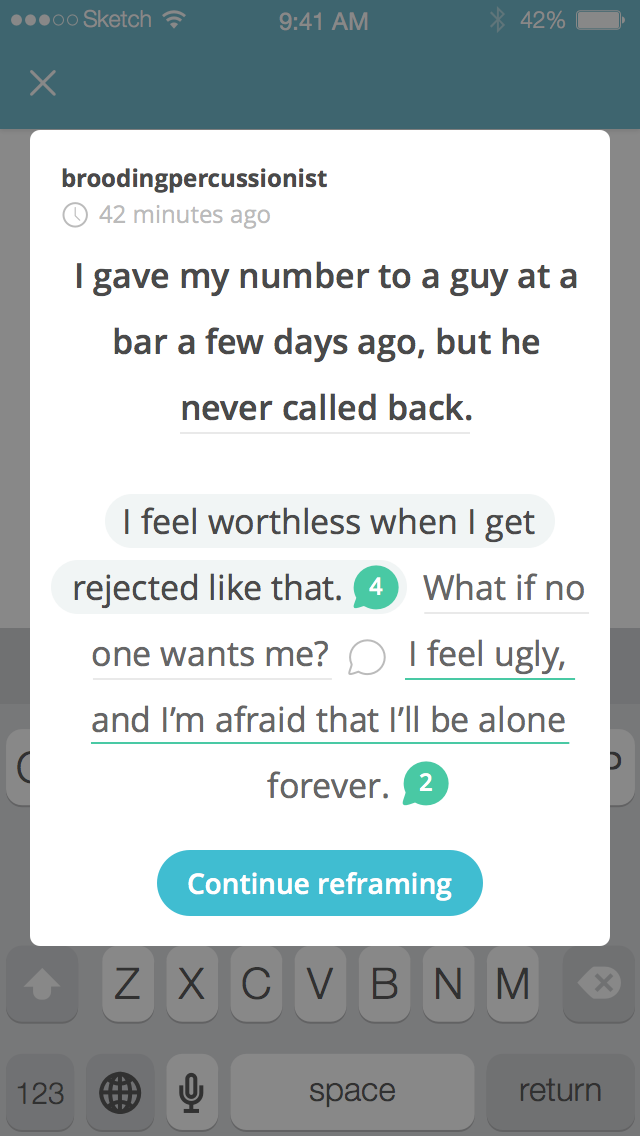 Sketch 9:41 AM 42%
broodingpercussionist
42 minutes ago
I gave my number to a guy at a
bar a few days ago, but he
never called back.
I feel worthless when I get
rejected like that. 4 What if no
one wants me? I feel ugly,
and I’m afraid that I’ll be alone
forever. 2
Continue reframing
Z X C V B N M
123 space return